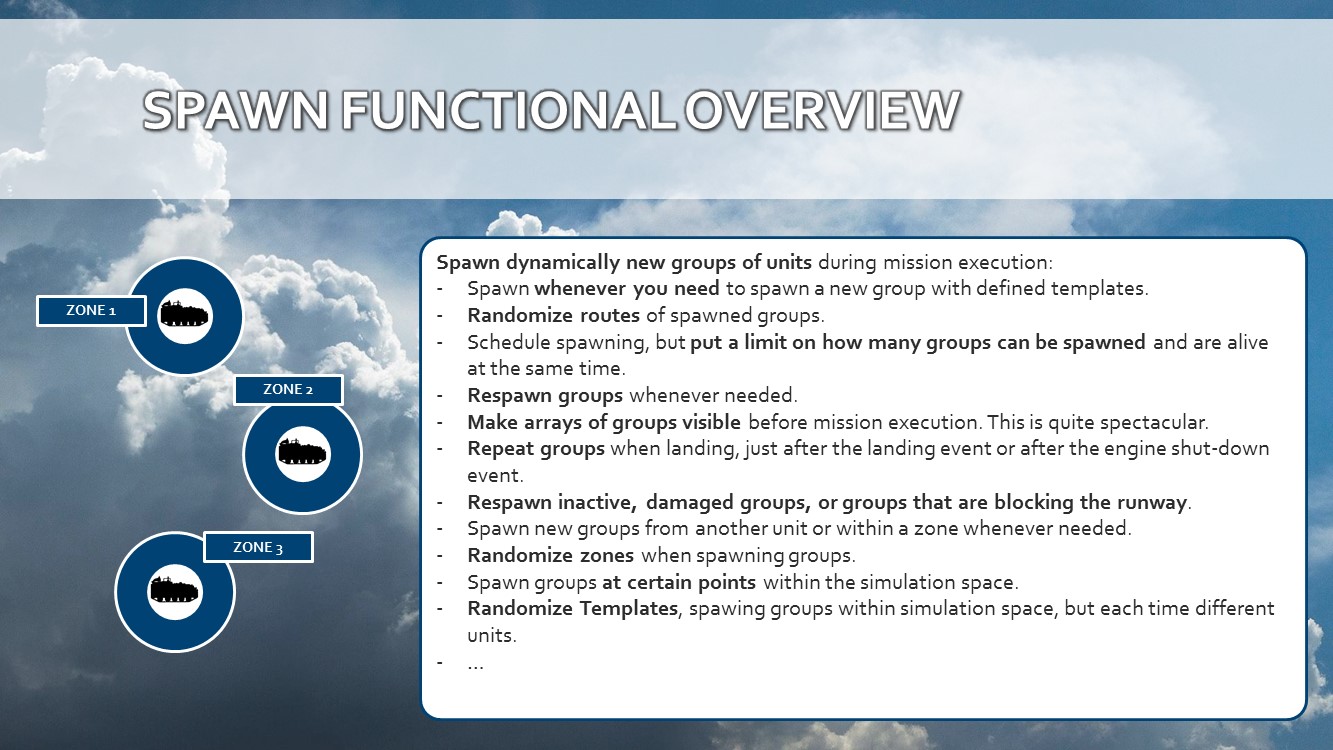 SPAWN FUNCTIONAL OVERVIEW
ZONE 1
ZONE 2
ZONE 3
Spawn dynamically new groups of units during mission execution:
- Spawn whenever you need to spawn a new group with defined templates.
- Randomize routes of spawned groups.
- Schedule spawning, but put a limit on how many groups can be spawned and are alive
at the same time.
- Respawn groups whenever needed.
- Make arrays of groups visible before mission execution. This is quite spectacular.
- Repeat groups when landing, just after the landing event or after the engine shut-down
event.
- Respawn inactive, damaged groups, or groups that are blocking the runway.
- Spawn new groups from another unit or within a zone whenever needed.
- Randomize zones when spawning groups.
- Spawn groups at certain points within the simulation space.
- Randomize Templates, spawing groups within simulation space, but each time different
units.
- ...